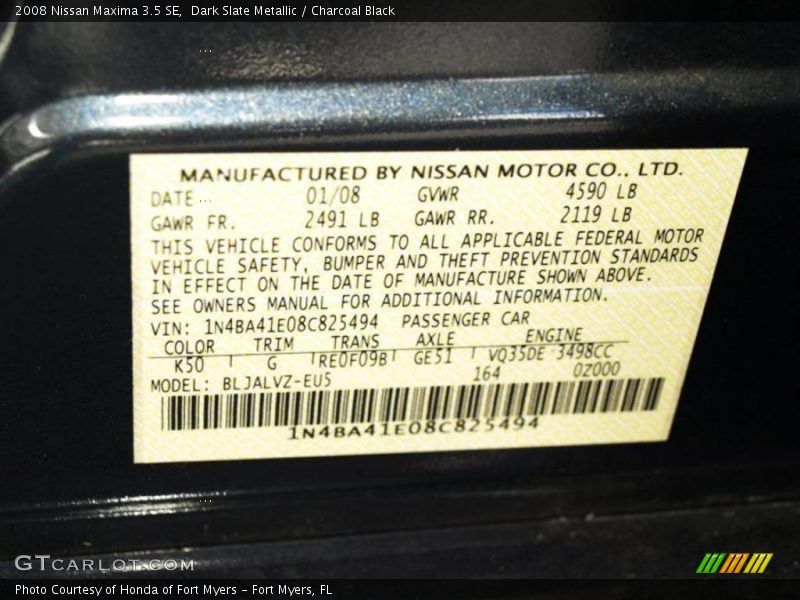 2008 Nissan Maxima 3.5 SE,  Dark Slate Metallic / Charcoal Black
MANUFACTURED BY NISSAN MOTOR CO., LTD.
DATE 01/08 GVWR 4590 LB
GAWR FR. 2491 LB GAWR RR. 2119 LB
THIS VEHICLE CONFORMS TO ALL APPLICABLE FEDERAL MOTOR
VEHICLE SAFETY, BUMPER AND THEFT PREVENTION STANDARDS
IN EFFECT ON THE DATE OF MANUFACTURE SHOWN ABOVE.
SEE OWNERS MANUAL FOR ADDITIONAL INFORMATION.
VIN: 1N4BA41E08C825494 PASSENGER CAR
COLOR TRIM TRANS AXLE ENGINE
K50 G RE0F09B GE51 VQ35DE 3498CC
MODEL: BLJALVZ-EU5 164 0Z000
1N4BA41E08C825494
GTcarlot.com
Photo Courtesy of Honda of Fort Myers - Fort Myers, FL